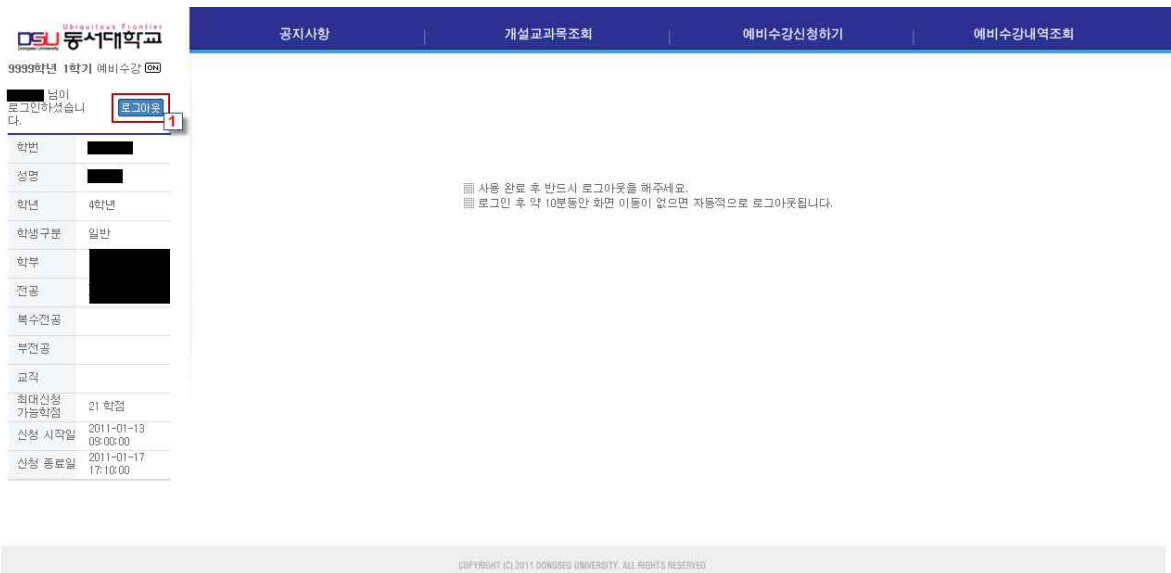 Ubiquitous Frontier
DSU 동서대학교
Dongseo University
공지사항 | 개설교과목조회 | 예비수강신청하기 | 예비수강내역조회
9999학년 1학기 예비수강 ON
님이
로그인하셨습니
다.
로그아웃
1
학번
성명
학년 4학년
학생구분 일반
학부
전공
복수전공
부전공
교직
최대신청
가능학점
21 학점
신청 시작일
2011-01-13
09:00:00
신청 종료일
2011-01-17
17:10:00
▒ 사용 완료 후 반드시 로그아웃을 해주세요.
▒ 로그인 후 약 10분동안 화면 이동이 없으면 자동적으로 로그아웃됩니다.
COPYRIGHT (C) 2011 DONGSEO UNIVERSITY. ALL RIGHTS RESERVED